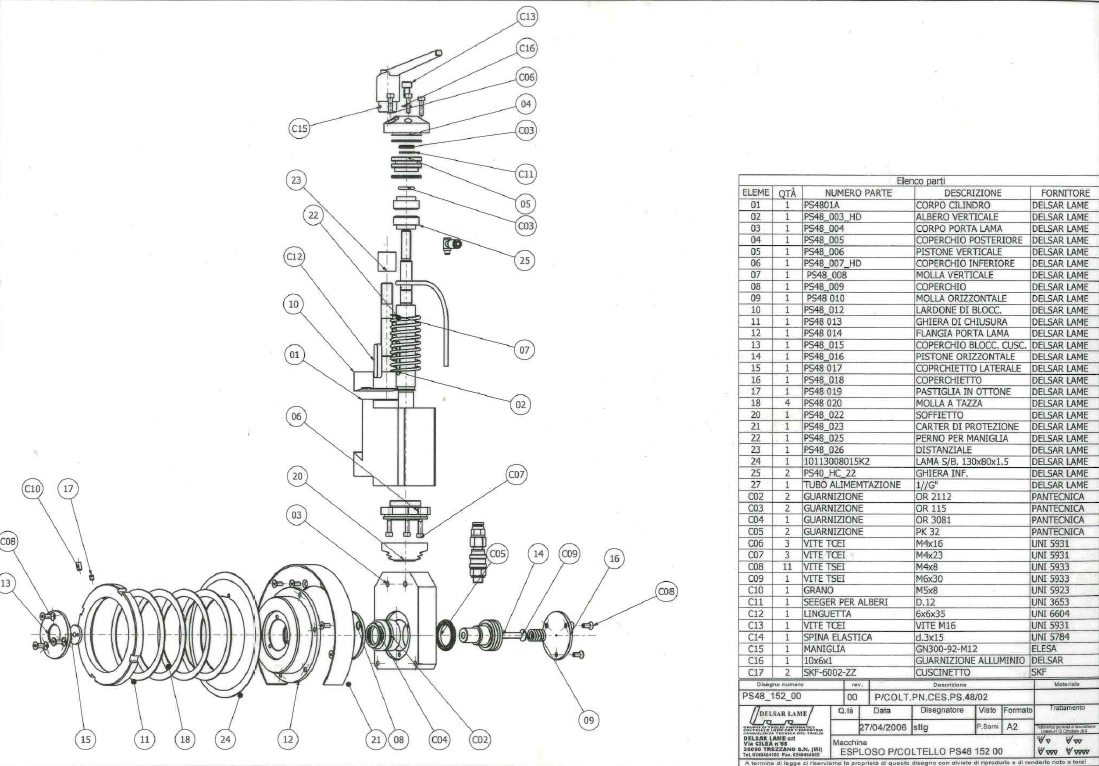 C13
C16
C06
04
C15
C03
C11
23
05
22
C03
25
C12
10
07
01
02
06
20
C07
C10
17
03
C08
C05
14
C09
16
13
C08
15
11
18
24
12
21
08
C04
C02
09
Elenco parti
ELEME QTÀ NUMERO PARTE DESCRIZIONE FORNITORE
01 1 PS4801A CORPO CILINDRO DELSAR LAME
02 1 PS48_003_HD ALBERO VERTICALE DELSAR LAME
03 1 PS48_004 CORPO PORTA LAMA DELSAR LAME
04 1 PS48_005 COPERCHIO POSTERIORE DELSAR LAME
05 1 PS48_006 PISTONE VERTICALE DELSAR LAME
06 1 PS48_007_HD COPERCHIO INFERIORE DELSAR LAME
07 1 PS48_008 MOLLA VERTICALE DELSAR LAME
08 1 PS48_009 COPERCHIO DELSAR LAME
09 1 PS48 010 MOLLA ORIZZONTALE DELSAR LAME
10 1 PS48_012 LARDONE DI BLOCC. DELSAR LAME
11 1 PS48 013 GHIERA DI CHIUSURA DELSAR LAME
12 1 PS48 014 FLANGIA PORTA LAMA DELSAR LAME
13 1 PS48_015 COPERCHIO BLOCC. CUSC. DELSAR LAME
14 1 PS48_016 PISTONE ORIZZONTALE DELSAR LAME
15 1 PS48 017 COPRCHIETTO LATERALE DELSAR LAME
16 1 PS48_018 COPERCHIETTO DELSAR LAME
17 1 PS48 019 PASTIGLIA IN OTTONE DELSAR LAME
18 4 PS48 020 MOLLA A TAZZA DELSAR LAME
20 1 PS48_022 SOFFIETTO DELSAR LAME
21 1 PS48_023 CARTER DI PROTEZIONE DELSAR LAME
22 1 PS48_025 PERNO PER MANIGLIA DELSAR LAME
23 1 PS48_026 DISTANZIALE DELSAR LAME
24 1 10113008015K2 LAMA S/B. 130x80x1.5 DELSAR LAME
25 2 PS40_HC_22 GHIERA INF. DELSAR LAME
27 1 TUBO ALIMEMTAZIONE 1//G" DELSAR LAME
C02 2 GUARNIZIONE OR 2112 PANTECNICA
C03 2 GUARNIZIONE OR 115 PANTECNICA
C04 1 GUARNIZIONE OR 3081 PANTECNICA
C05 2 GUARNIZIONE PK 32 PANTECNICA
C06 3 VITE TCEI M4x16 UNI 5931
C07 3 VITE TCEI M4x23 UNI 5931
C08 11 VITE TSEI M4x8 UNI 5933
C09 1 VITE TSEI M6x30 UNI 5933
C10 1 GRANO M5x8 UNI 5923
C11 1 SEEGER PER ALBERI D.12 UNI 3653
C12 1 LINGUETTA 6x6x35 UNI 6604
C13 1 VITE TCEI VITE M16 UNI 5931
C14 1 SPINA ELASTICA d.3x15 UNI 5784
C15 1 MANIGLIA GN300-92-M12 ELESA
C16 1 10x6x1 GUARNIZIONE ALLUMINIO DELSAR
C17 2 SKF-6002-ZZ CUSCINETTO SKF
Disegno numero rev. Descrizione Materiale
PS48_152_00 00 P/COLT.PN.CES.PS.48/02
DELSAR LAME Q.tà Data Disegnatore Visto Formato Trattamento
27/04/2006 sttg P.Sorni A2
DELSAR LAME srl
Via CILEA n°68
20090 TREZZANO S.N. (MI)
Macchina
ESPLOSO P/COLTELLO PS48 152 00
A termine di legge ci riserviamo la proprietà di questo disegno con divieto di riprodurlo e di renderlo noto a terzi